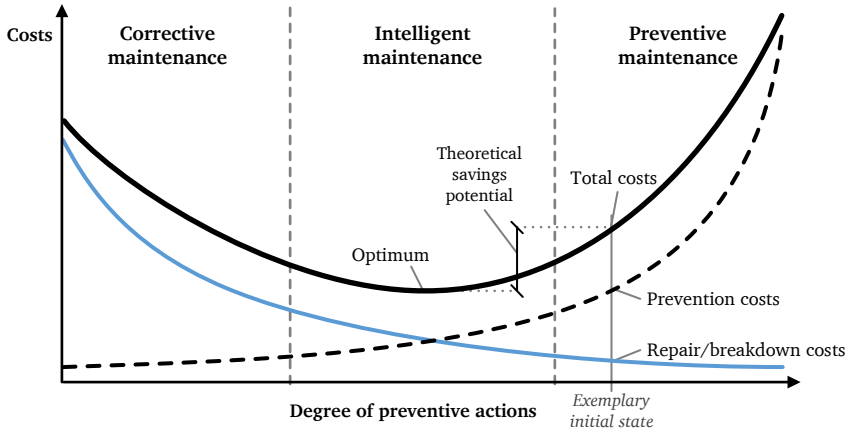 Costs
Corrective
maintenance
Intelligent
maintenance
Preventive
maintenance
Theoretical
savings
potential
Total costs
Optimum
Prevention costs
Repair/breakdown costs
Degree of preventive actions
Exemplary
initial state